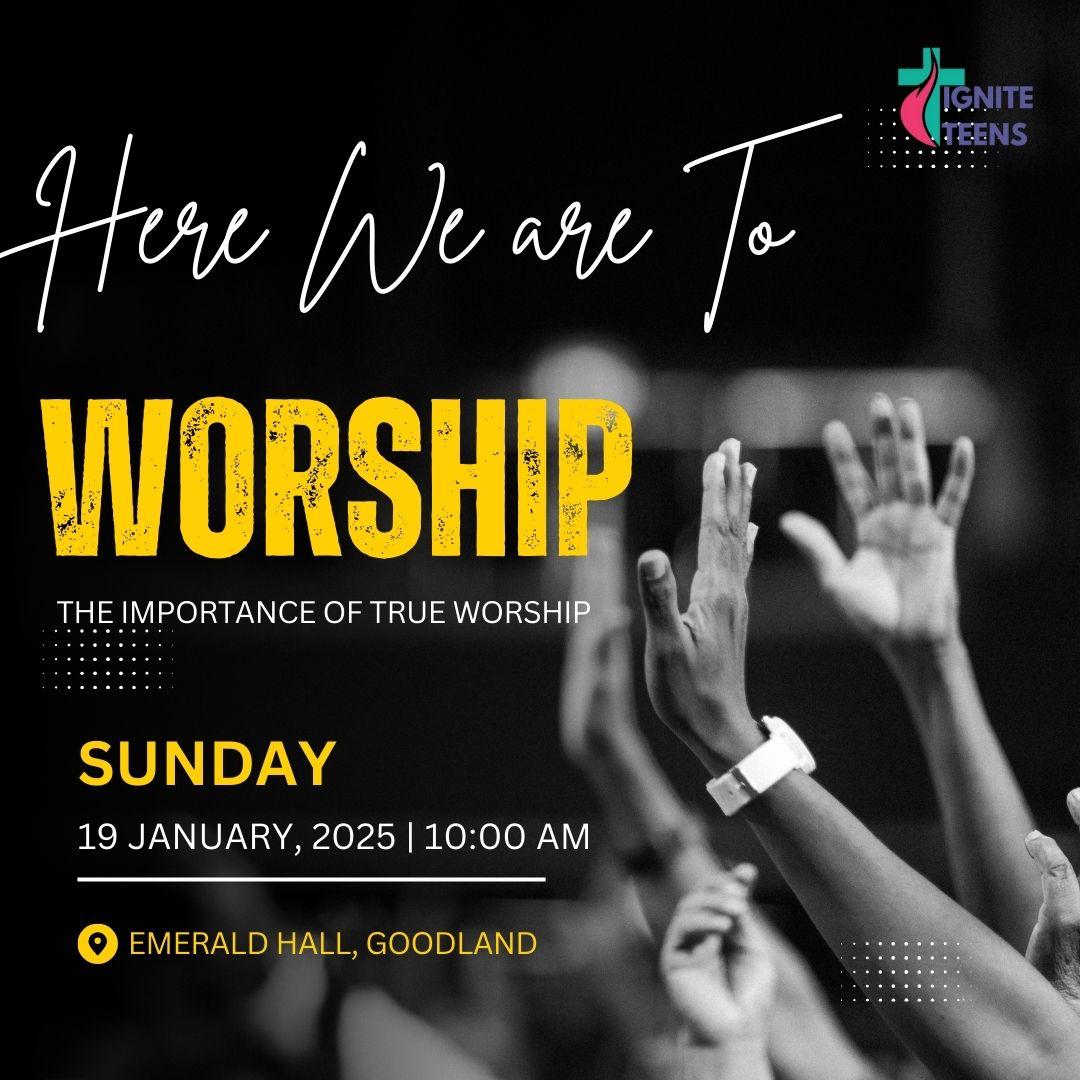 IGNITE
TEENS
Here We are To
WORSHIP
THE IMPORTANCE OF TRUE WORSHIP
SUNDAY
19 JANUARY, 2025 | 10:00 AM
EMERALD HALL, GOODLAND